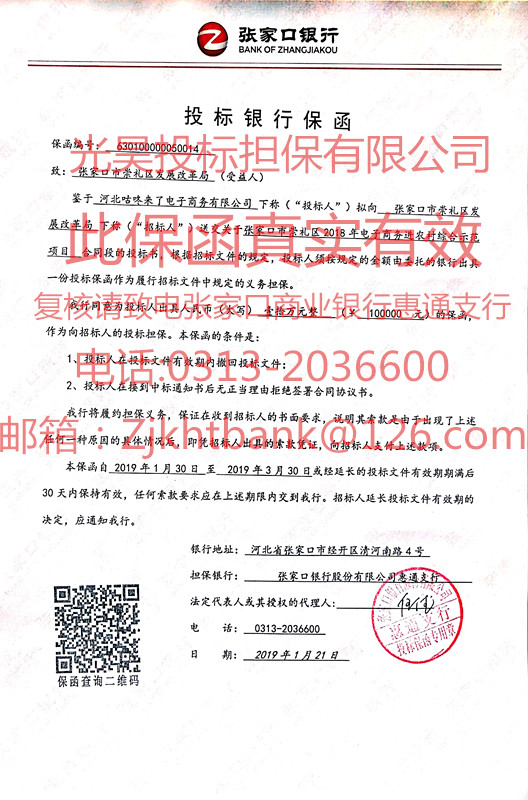 张家口银行
BANK OF ZHANGJIAKOU
投标银行保函
保函编号：630100000050014
光昊投标担保有限公司
致：张家口市崇礼区发展改革局（受益人）
鉴于河北咕咚来了电子商务有限公司下称（“投标人”）拟向 张家口市崇礼区发
展改革局下称（“招标人”）送交关于张家口市崇礼区2018年电子商务进农村综合示范
此保函真实有效
项目 合同段的投标书，根据招标文件的规定，投标人须按规定的金额由委托的银行出具
一份投标保函作为履行招标文件中规定的义务担保。
复核请致电张家口商业银行惠通支行
我行同意为投标人出具人民币（大写）壹拾万元整 （¥ 100000 元）的保函，
作为向招标人的投标担保。本保函的条件是：
1、投标人在投标文件有效期内撤回投标文件；
电话:0313-2036600
2、投标人在接到中标通知书后无正当理由拒绝签署合同协议书。
我行将履约担保义务，保证在收到招标人的书面要求，说明其索款是由于出现了上述
邮箱：Zjkhtbank@126.com
任何一种原因的具体情况后，即凭招标人出具的索款凭证，向招标人支付上述款项。
本保函自2019年1月30日 至 2019年3月30日或经延长的投标文件有效期期满后
30天内保持有效，任何索款要求应在上述期限内交到我行。招标人延长投标文件有效期的
决定，应通知我行。
银行地址：河北省张家口市经开区清河南路4号
担保银行：张家口银行股份有限公司惠通支行
法定代表人或其授权的代理人：
电 话：0313-2036600
日 期：2019年1月21日
惠通支行
投标保函专用章
保函查询二维码